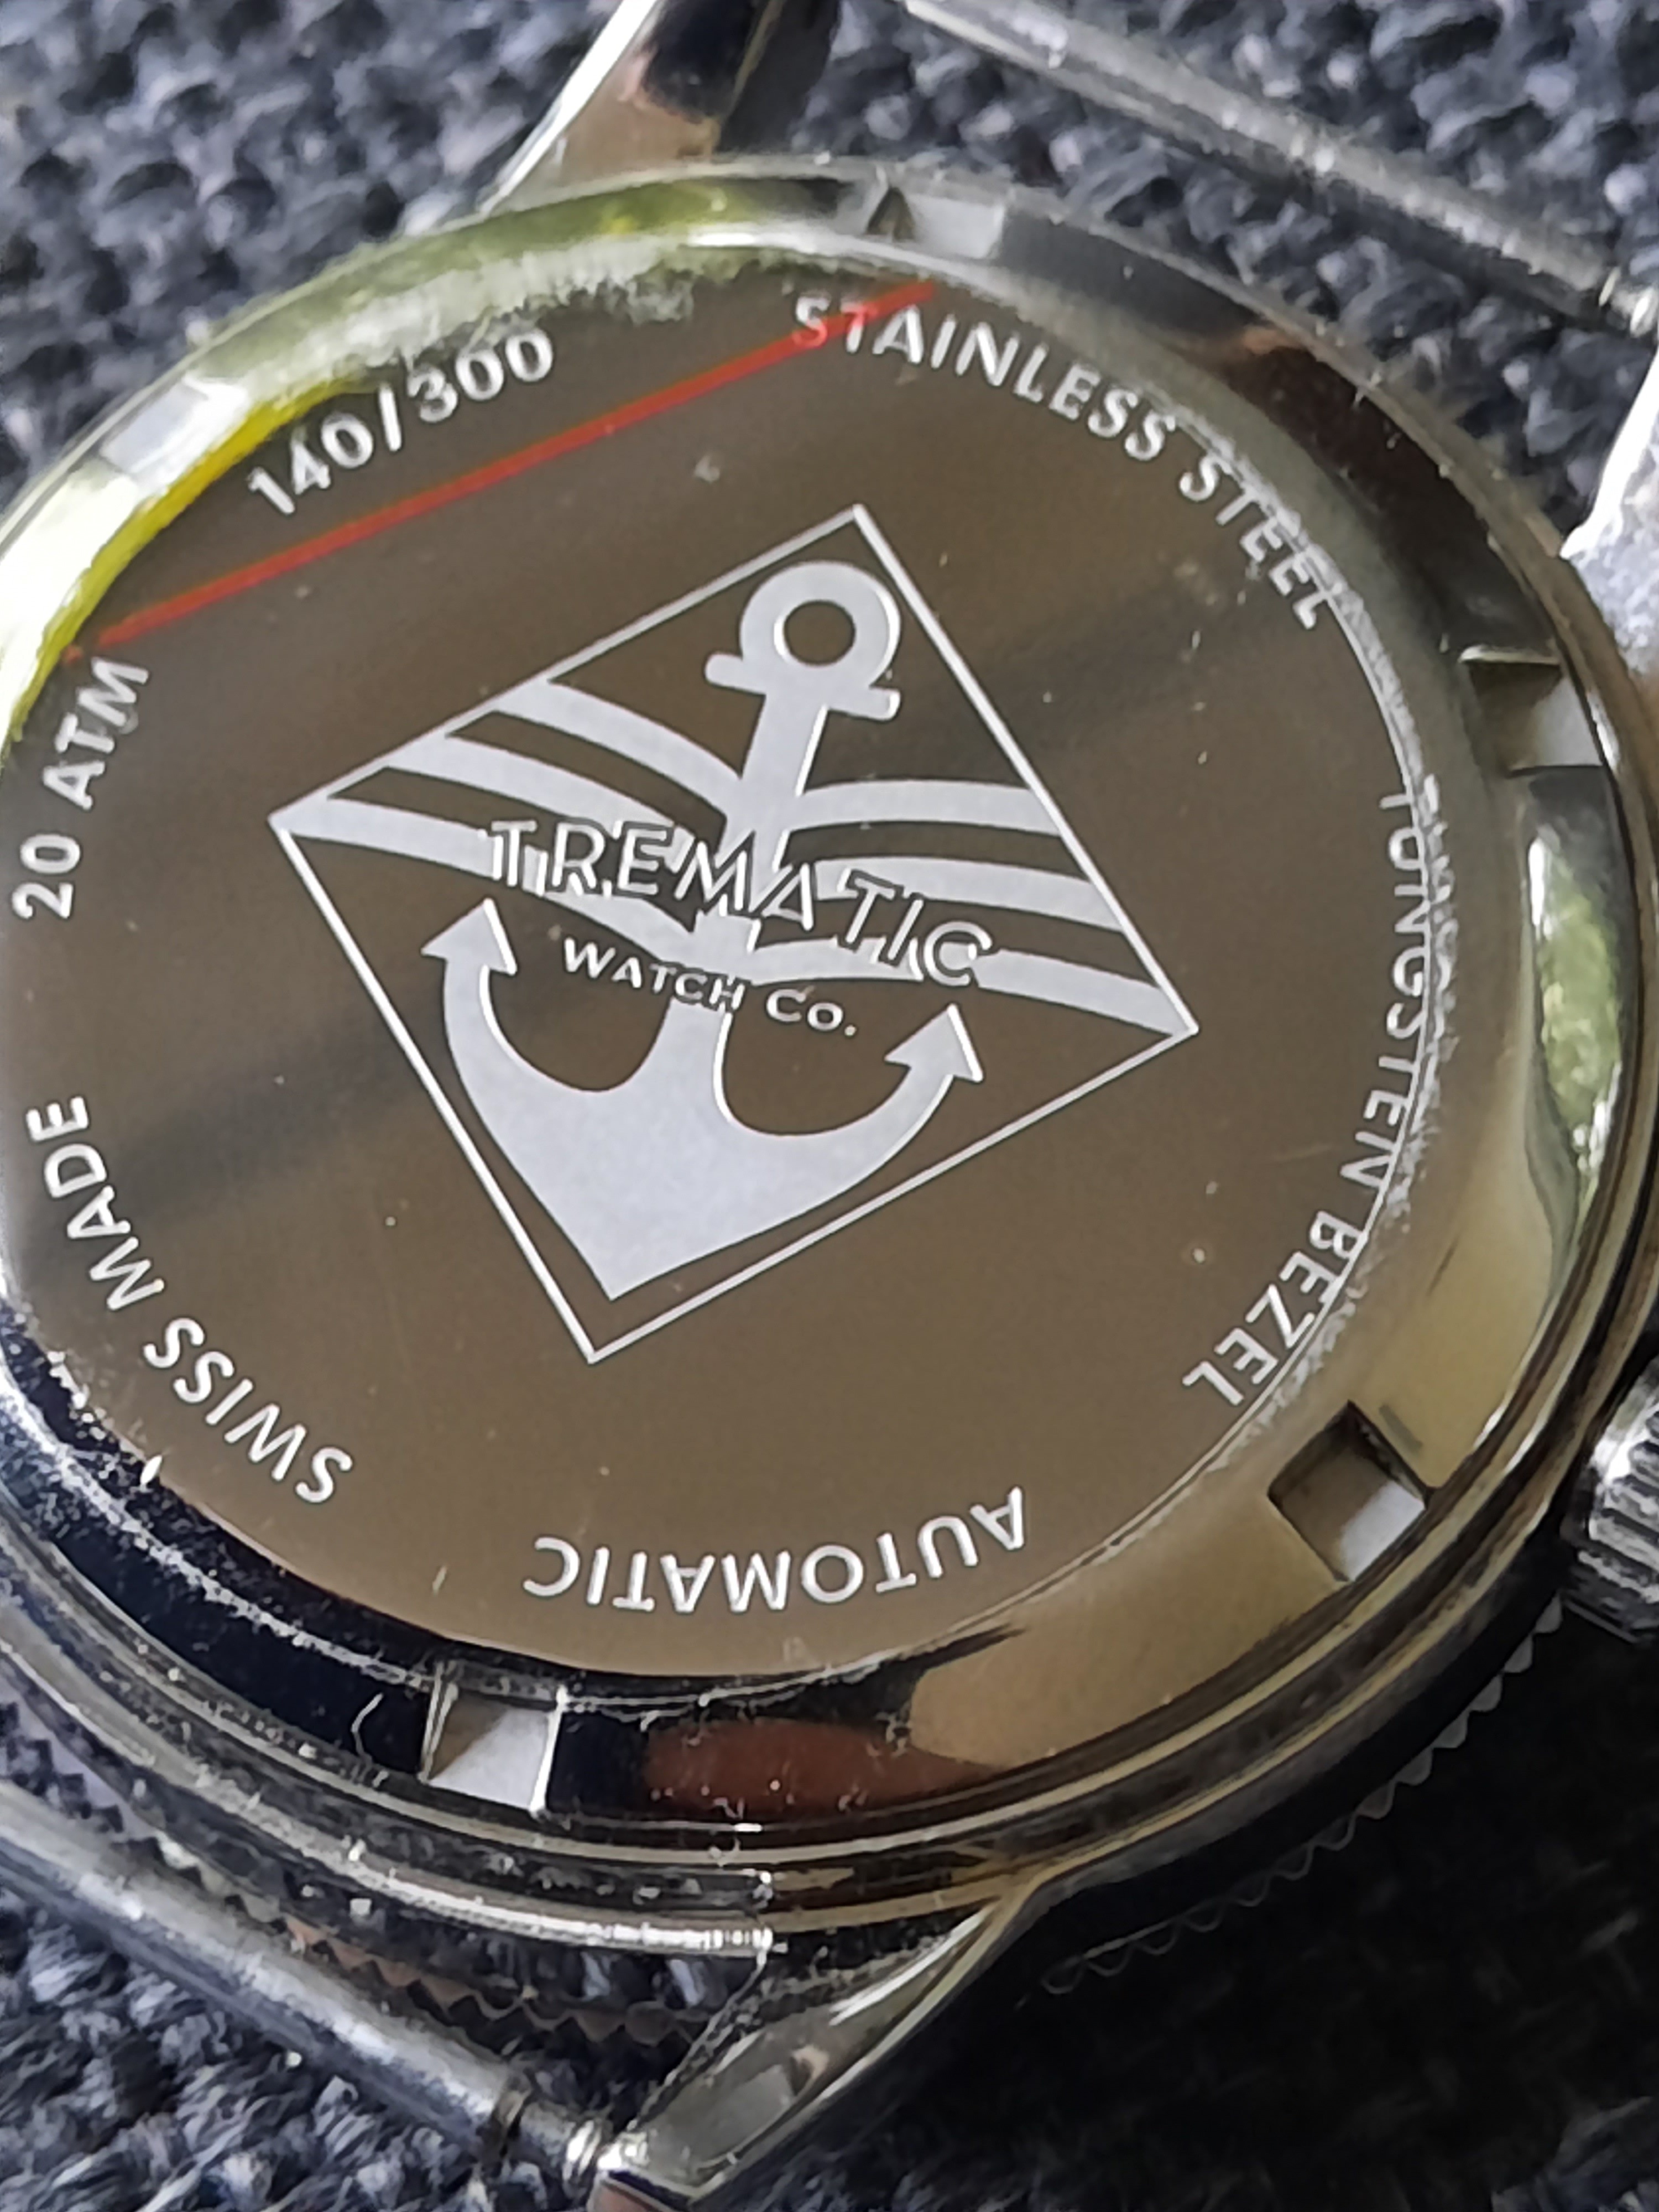 140/300
STAINLESS STEEL
TUNGSTEN BEZEL
AUTOMATIC
SWISS MADE
20 ATM
TREMATIC
WATCH CO.